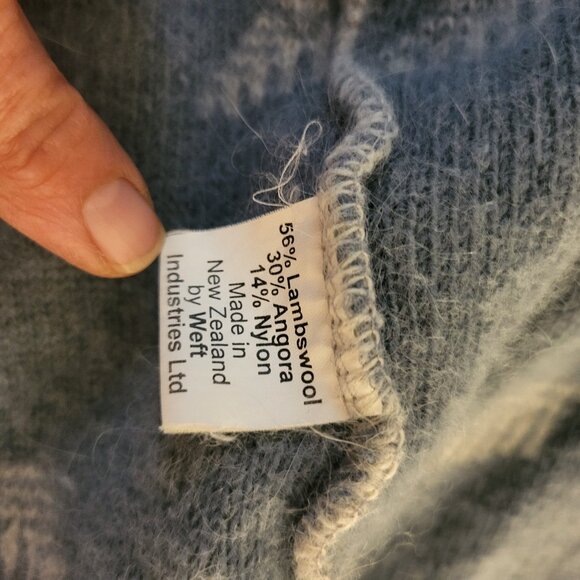 56% Lambswool
30% Angora
14% Nylon
Made in
New Zealand
by Weft
Industries Ltd